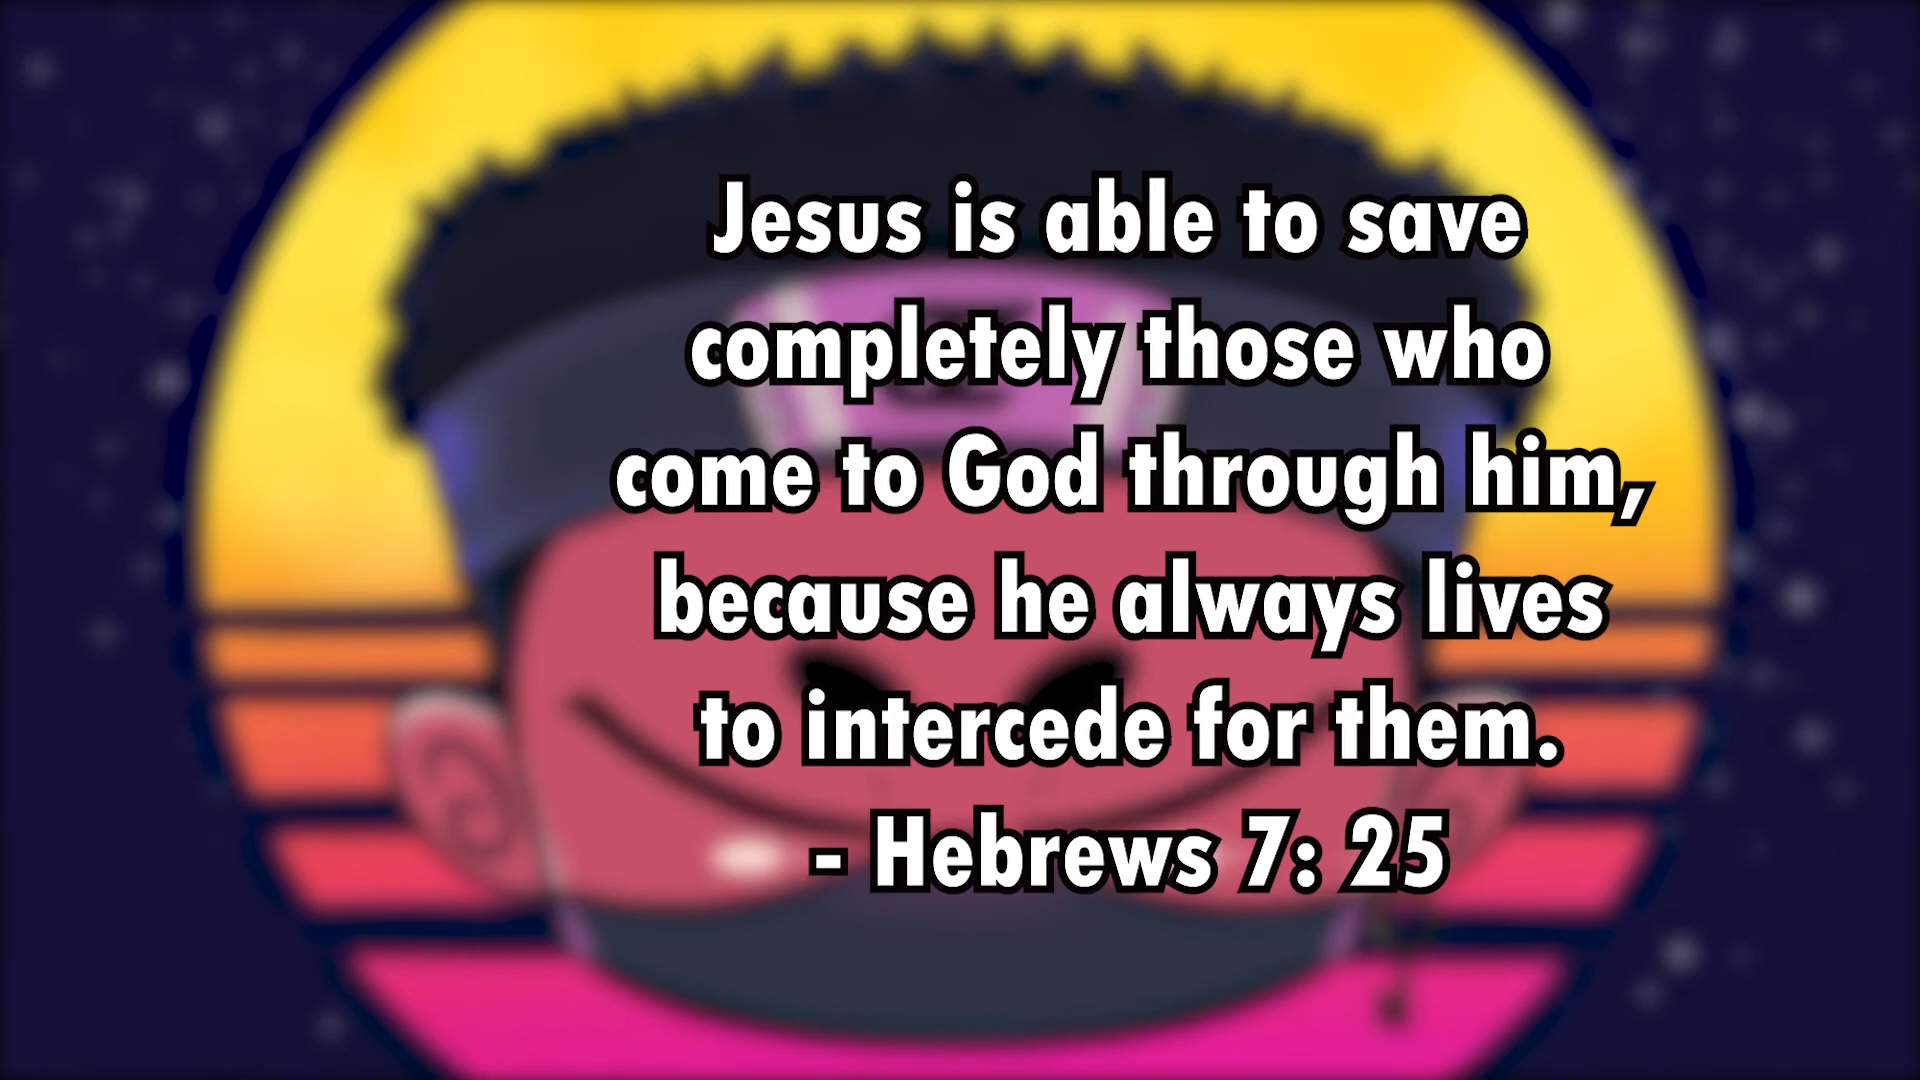 Jesus is able to save
completely those who
come to God through him,
because he always lives
to intercede for them.
- Hebrews 7: 25